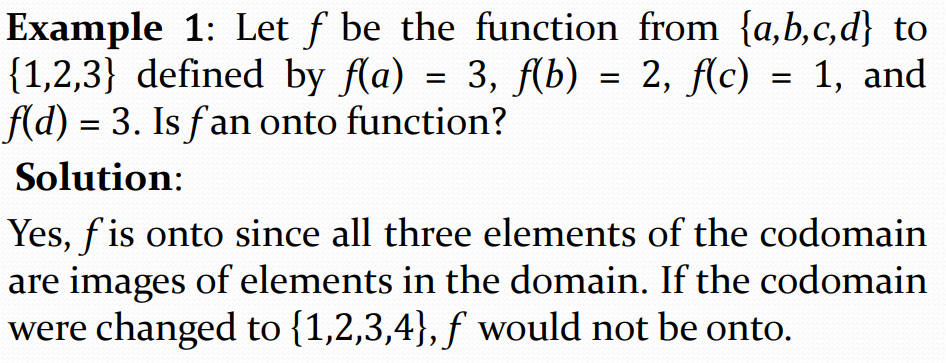 Example 1: Let f be the function from {a,b,c,d} to
{1,2,3} defined by f(a) = 3, f(b) = 2, f(c) = 1, and
f(d) = 3. Is f an onto function?
Solution:
Yes, f is onto since all three elements of the codomain
are images of elements in the domain. If the codomain
were changed to {1,2,3,4}, f would not be onto.